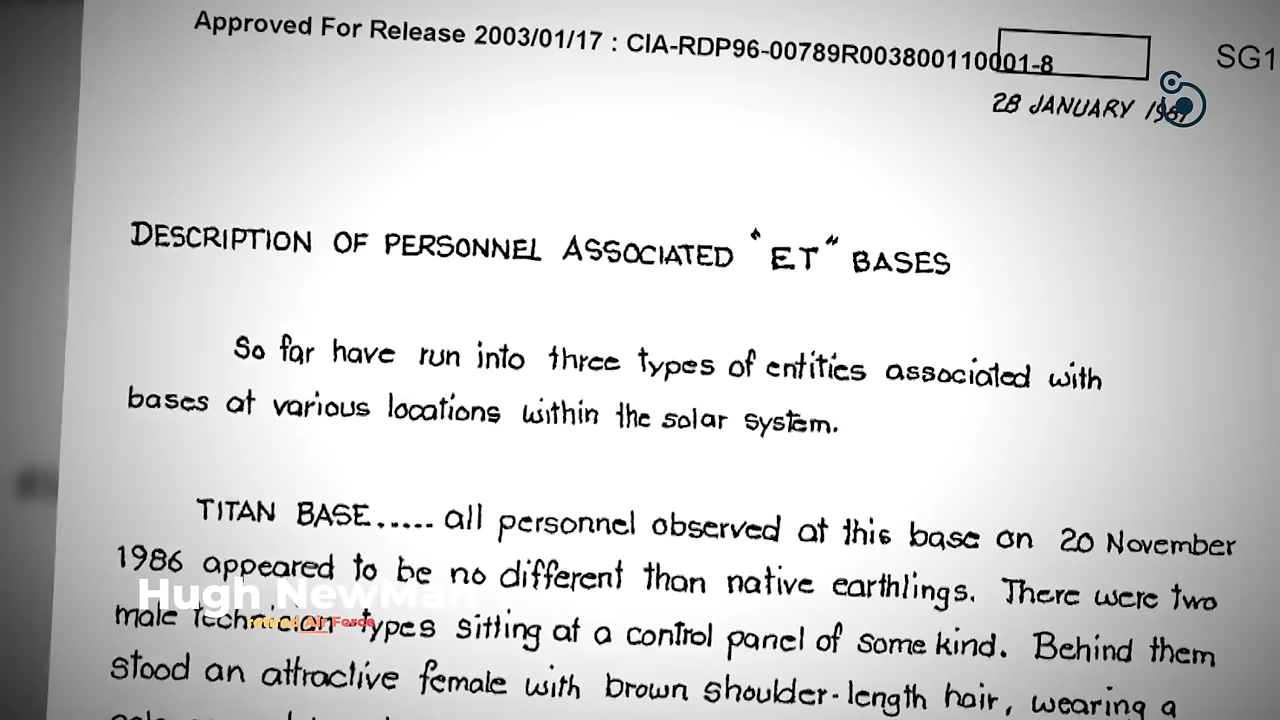 Approved For Release 2003/01/17 : CIA-RDP96-00789R003800110001-8
SG1
28 JANUARY
DESCRIPTION OF PERSONNEL ASSOCIATED "ET" BASES
So far have run into three types of entities associated with
bases at various locations within the solar system.
TITAN BASE...... all personnel observed at this base on 20 November
1986 appeared to be no different than native earthlings. There were two
Hugh NewMan
male technician types sitting at a control panel of some kind. Behind them
Air Force
stood an attractive female with brown shoulder-length hair, wearing a